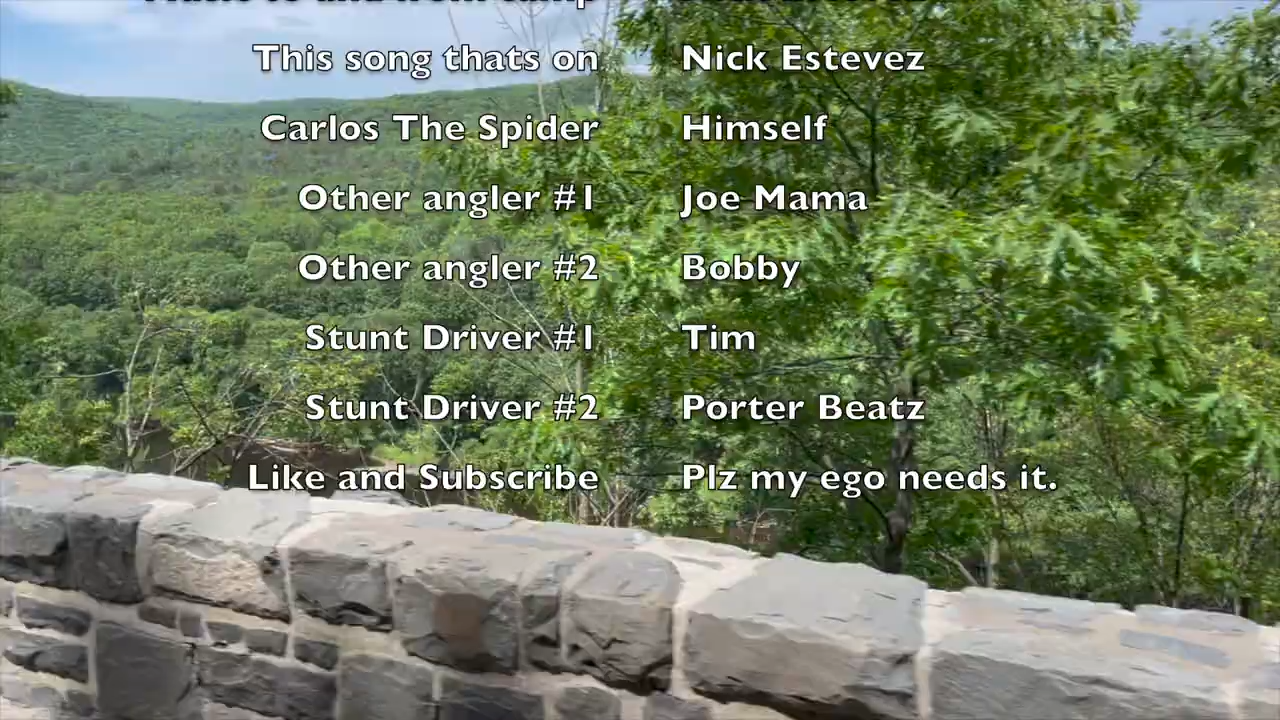 This song thats on Nick Estevez
Carlos The Spider Himself
Other angler #1 Joe Mama
Other angler #2 Bobby
Stunt Driver #1 Tim
Stunt Driver #2 Porter Beatz
Like and Subscribe Plz my ego needs it.